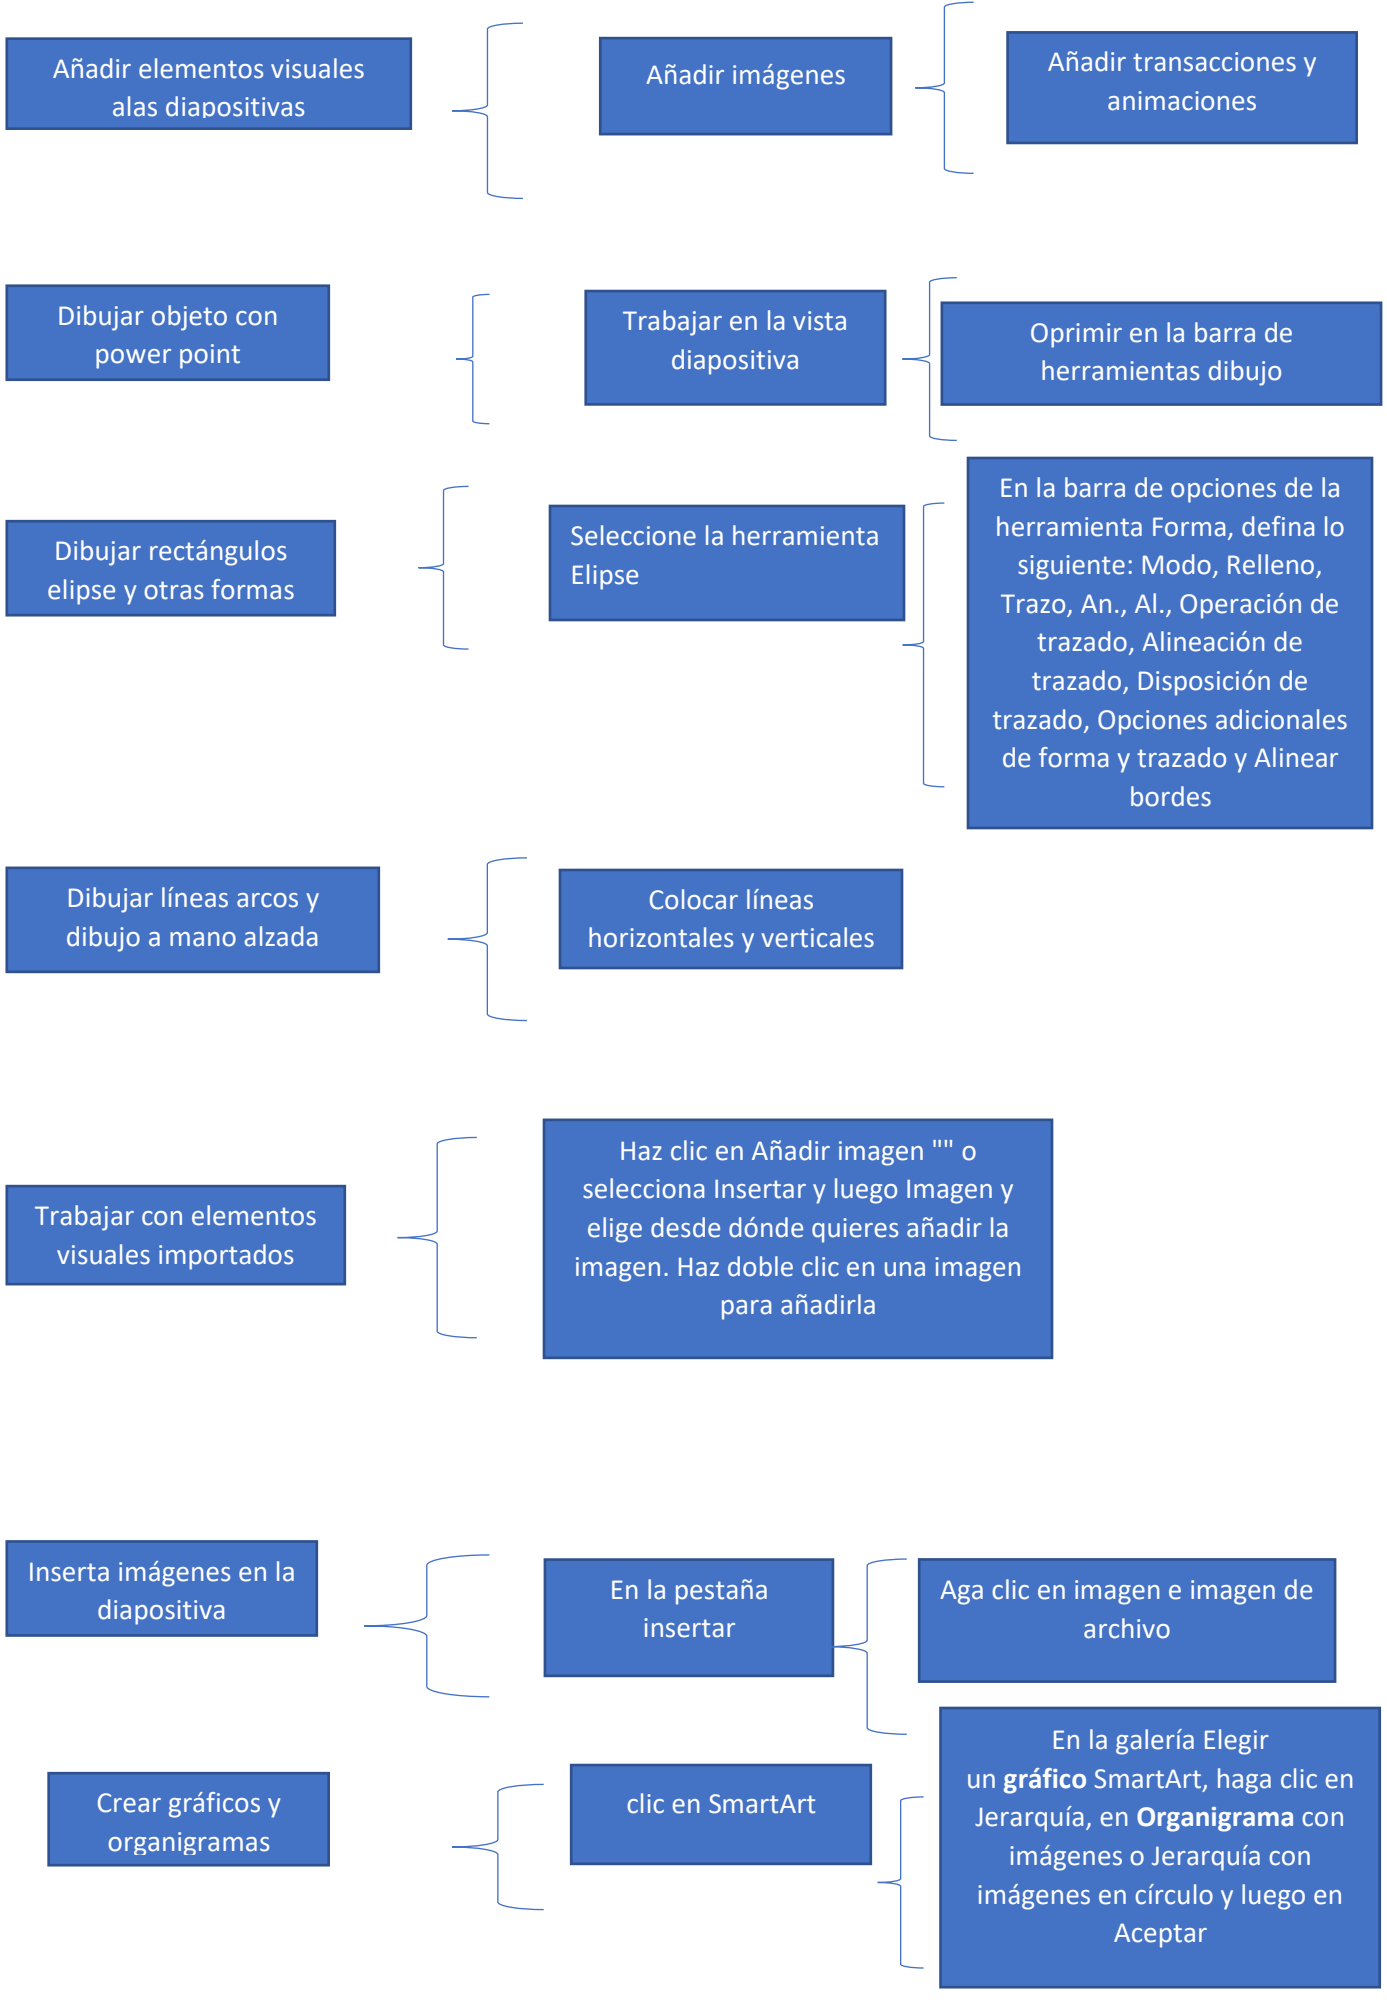 Añadir elementos visuales
alas diapositivas
Añadir imágenes
Añadir transacciones y
animaciones
Dibujar objeto con
power point
Trabajar en la vista
diapositiva
Oprimir en la barra de
herramientas dibujo
Dibujar rectángulos
elipse y otras formas
Seleccione la herramienta
Elipse
En la barra de opciones de la
herramienta Forma, defina lo
siguiente: Modo, Relleno,
Trazo, An., Al., Operación de
trazado, Alineación de
trazado, Disposición de
trazado, Opciones adicionales
de forma y trazado y Alinear
bordes
Dibujar líneas arcos y
dibujo a mano alzada
Colocar líneas
horizontales y verticales
Trabajar con elementos
visuales importados
Haz clic en Añadir imagen "" o
selecciona Insertar y luego Imagen y
elige desde dónde quieres añadir la
imagen. Haz doble clic en una imagen
para añadirla
Inserta imágenes en la
diapositiva
En la pestaña
insertar
Aga clic en imagen e imagen de
archivo
Crear gráficos y
organigramas
clic en SmartArt
En la galería Elegir
un gráfico SmartArt, haga clic en
Jerarquía, en Organigrama con
imágenes o Jerarquía con
imágenes en círculo y luego en
Aceptar